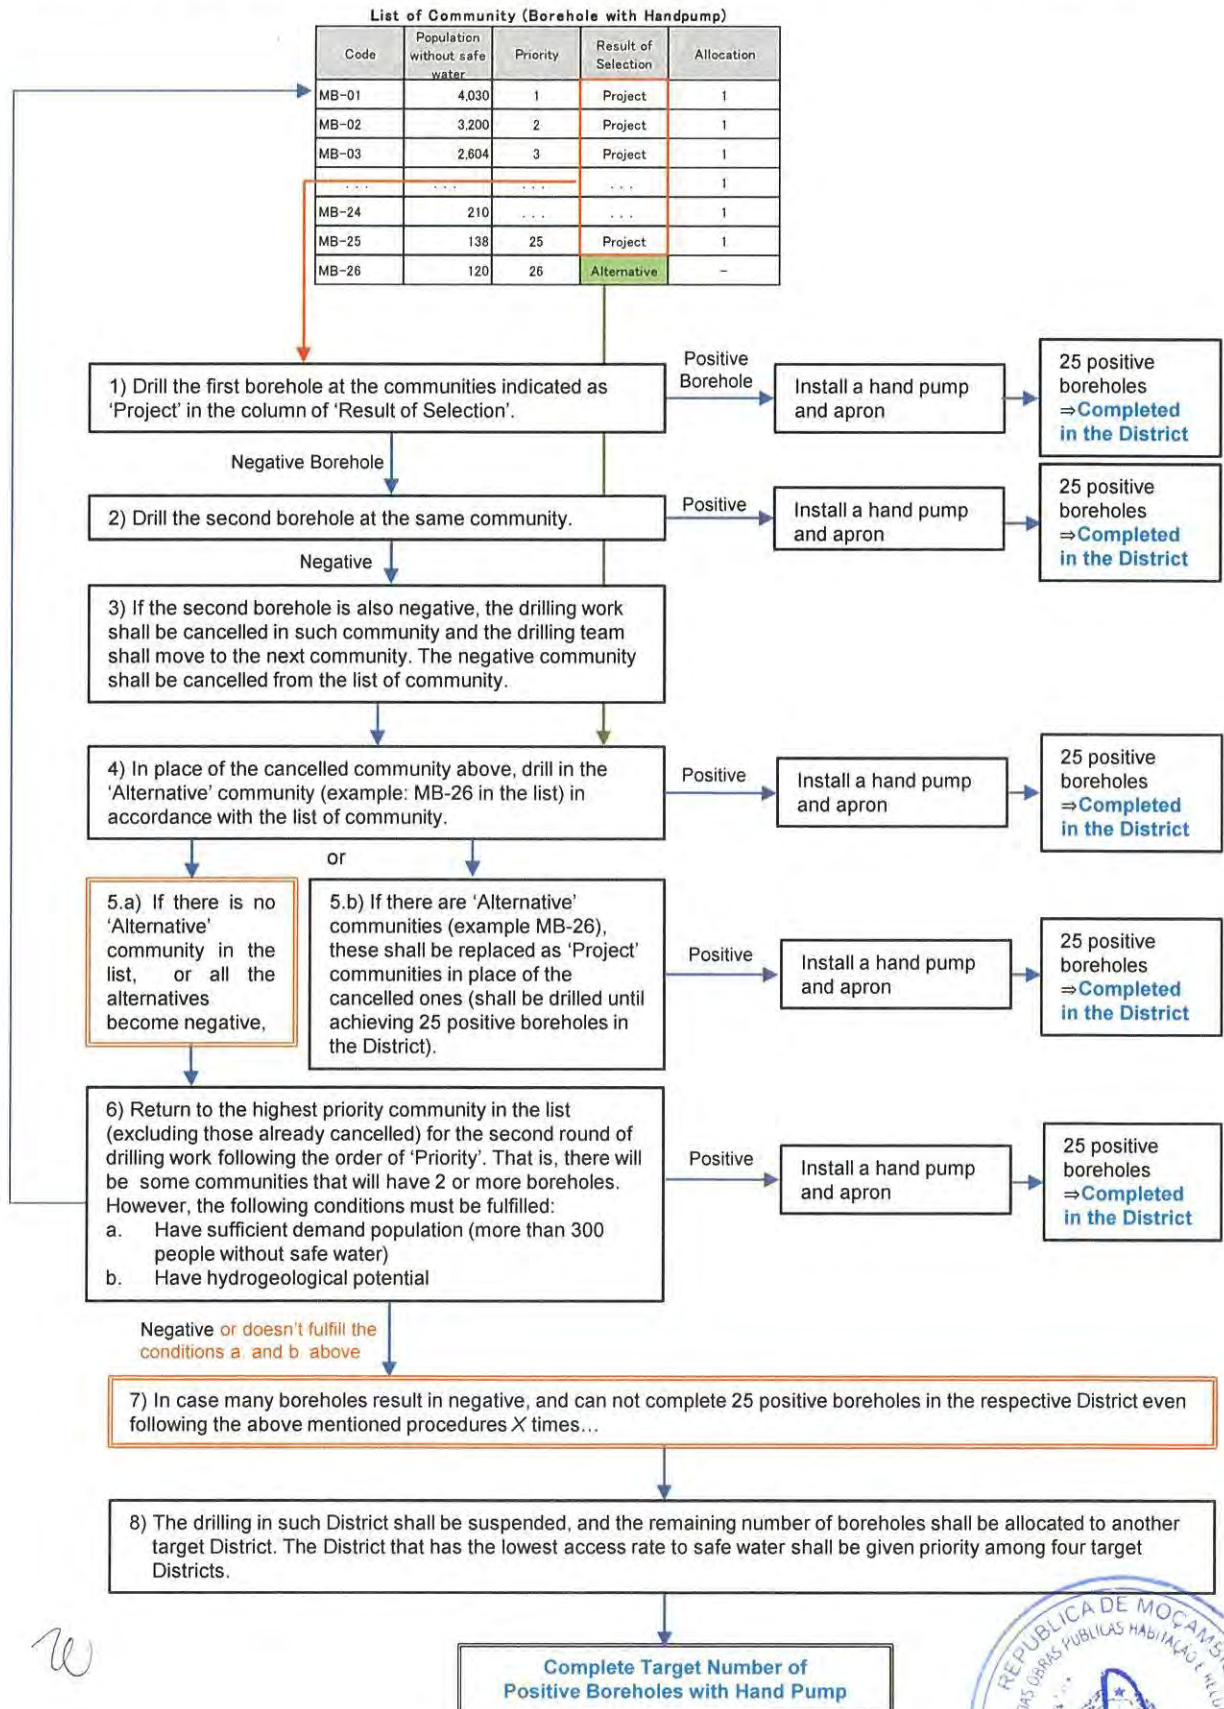 List of Community (Borehole with Handpump)
Code Population without safe water Priority Result of Selection Allocation
MB-01 4,030 1 Project 1
MB-02 3,200 2 Project 1
MB-03 2,604 3 Project 1
... ... ... ... 1
MB-24 210 ... ... 1
MB-25 138 25 Project 1
MB-26 120 26 Alternative -
1) Drill the first borehole at the communities indicated as
'Project' in the column of 'Result of Selection'.
Positive
Borehole
Install a hand pump
and apron
25 positive
boreholes
⇒Completed
in the District
Negative Borehole
2) Drill the second borehole at the same community.
Positive
Install a hand pump
and apron
25 positive
boreholes
⇒Completed
in the District
Negative
3) If the second borehole is also negative, the drilling work
shall be cancelled in such community and the drilling team
shall move to the next community. The negative community
shall be cancelled from the list of community.
4) In place of the cancelled community above, drill in the
'Alternative' community (example: MB-26 in the list) in
accordance with the list of community.
Positive
Install a hand pump
and apron
25 positive
boreholes
⇒Completed
in the District
or
5.a) If there is no
'Alternative'
community in the
list, or all the
alternatives
become negative,
5.b) If there are 'Alternative'
communities (example MB-26),
these shall be replaced as 'Project'
communities in place of the
cancelled ones (shall be drilled until
achieving 25 positive boreholes in
the District).
Positive
Install a hand pump
and apron
25 positive
boreholes
⇒Completed
in the District
6) Return to the highest priority community in the list
(excluding those already cancelled) for the second round of
drilling work following the order of 'Priority'. That is, there will
be some communities that will have 2 or more boreholes.
However, the following conditions must be fulfilled:
a. Have sufficient demand population (more than 300
people without safe water)
b. Have hydrogeological potential
Positive
Install a hand pump
and apron
25 positive
boreholes
⇒Completed
in the District
Negative or doesn't fulfill the
conditions a. and b. above
7) In case many boreholes result in negative, and can not complete 25 positive boreholes in the respective District even
following the above mentioned procedures X times...
8) The drilling in such District shall be suspended, and the remaining number of boreholes shall be allocated to another
target District. The District that has the lowest access rate to safe water shall be given priority among four target
Districts.
Complete Target Number of
Positive Boreholes with Hand Pump
REPUBLICA DE MOÇAMBI
OBRAS PUBLICAS HABITAÇÃO E